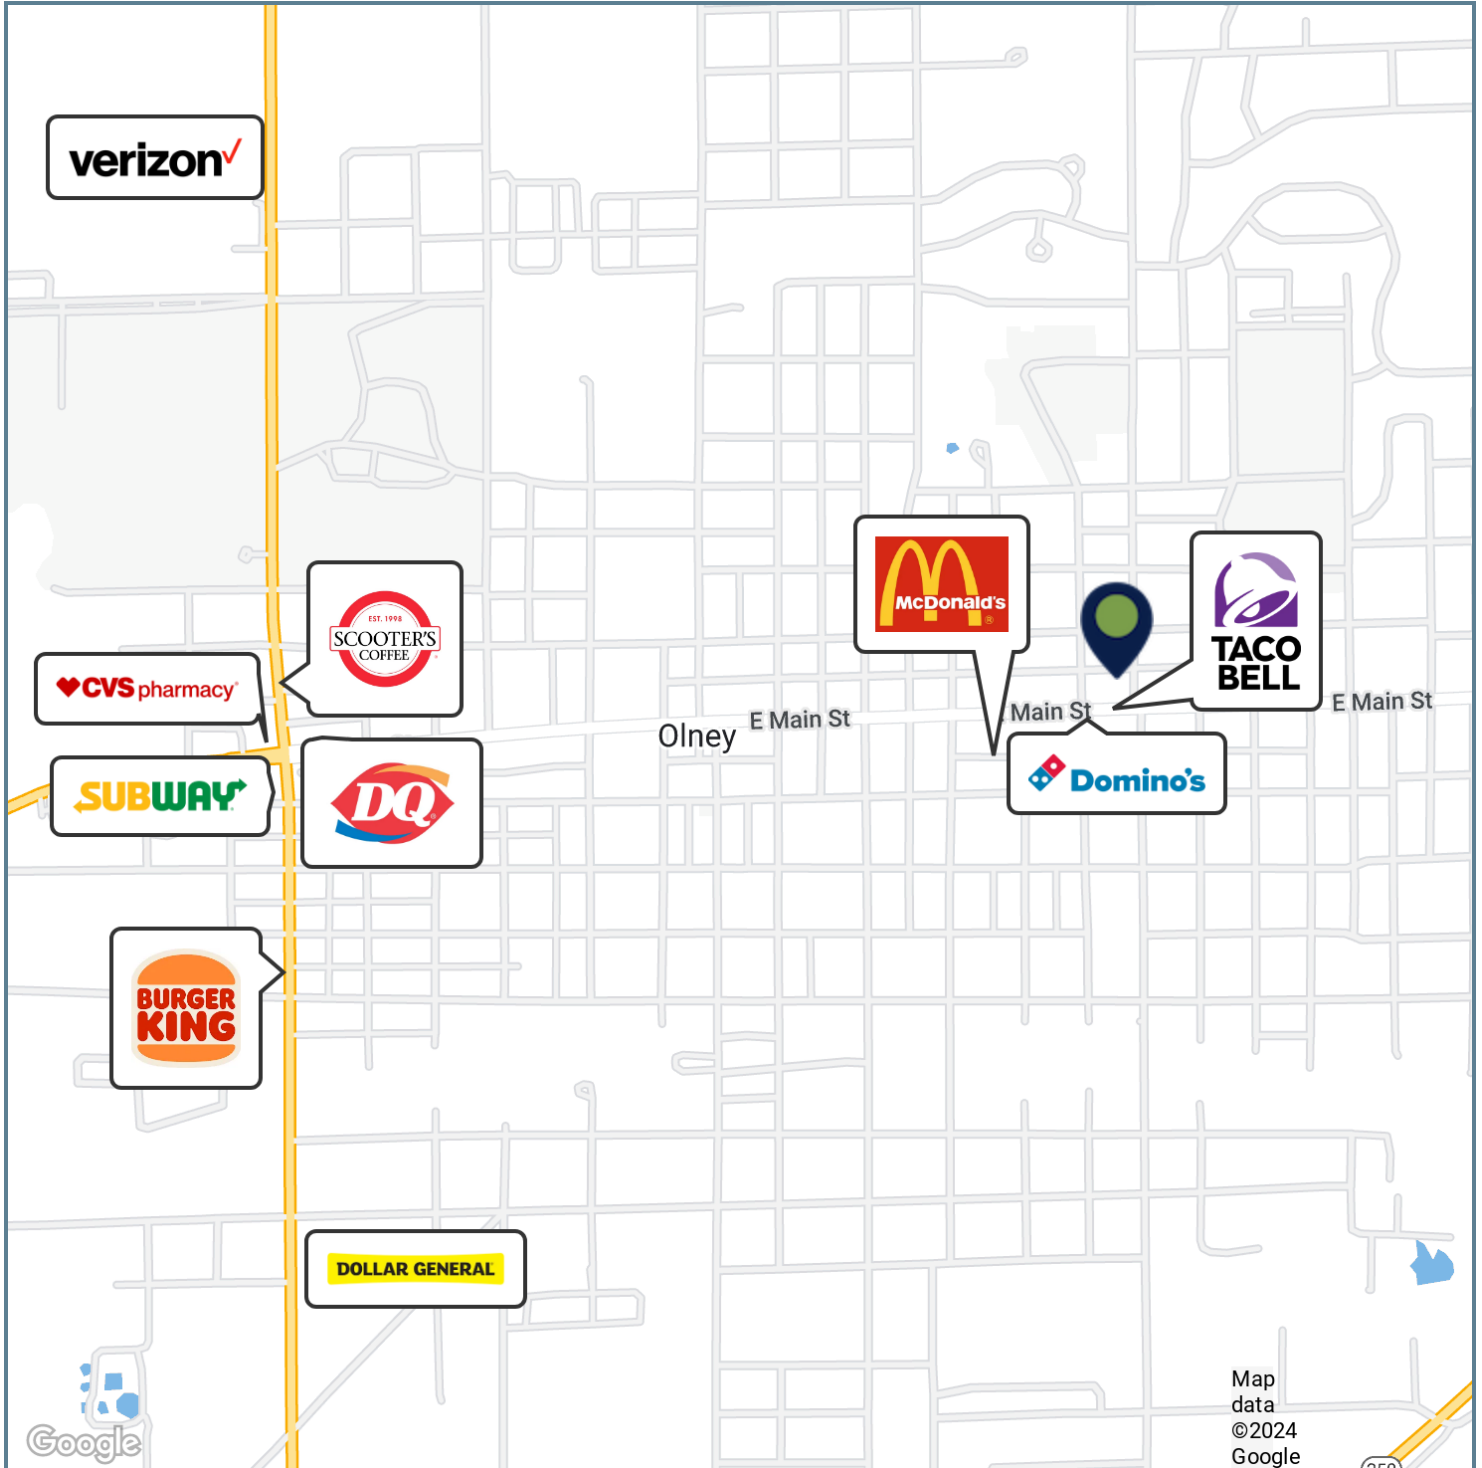 verizon
EST. 1998
SCOOTER'S
COFFEE
McDonald's
TACO
BELL
CVS pharmacy
E Main St
Main St
E Main St
Olney
SUBWAY
DQ
Domino's
BURGER
KING
DOLLAR GENERAL
Map
data
©2024
Google
Google